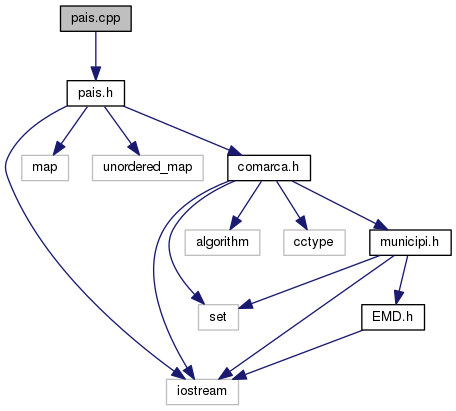 pais.cpp
pais.h
map
unordered_map
comarca.h
algorithm
cctype
municipi.h
set
EMD.h
iostream